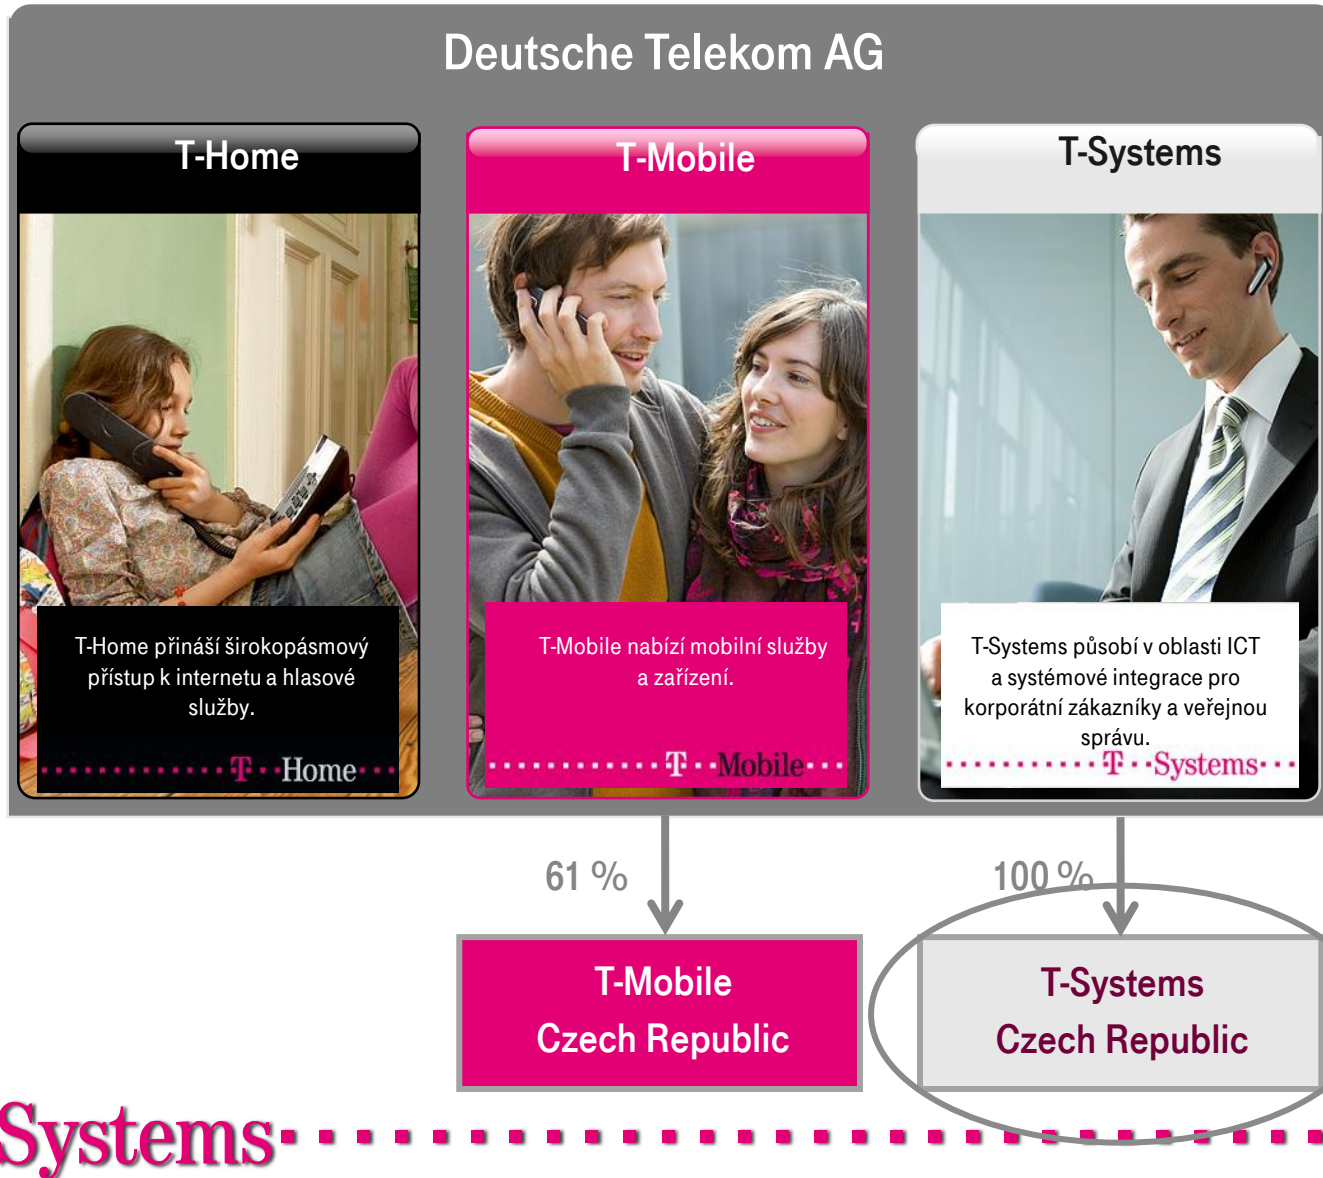 Deutsche Telekom AG
T-Home
T-Home přináší širokopásmový
přístup k internetu a hlasové
služby.
T Home
T-Mobile
T-Mobile nabízí mobilní služby
a zařízení.
T Mobile
T-Systems
T-Systems působí v oblasti ICT
a systémové integrace pro
korporátní zákazníky a veřejnou
správu.
T Systems
61 %
100 %
T-Mobile
Czech Republic
T-Systems
Czech Republic
Systems